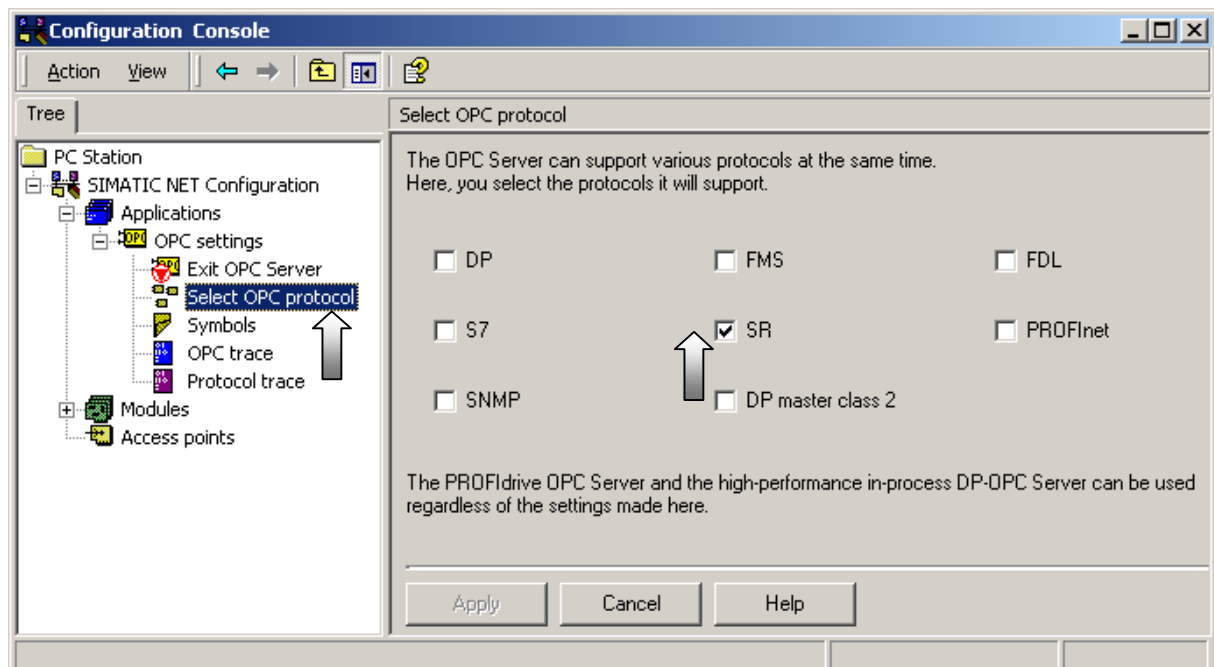 Configuration Console
Action View
Tree
Select OPC protocol
PC Station
SIMATIC NET Configuration
Applications
OPC settings
Exit OPC Server
Select OPC protocol
Symbols
OPC trace
Protocol trace
Modules
Access points
The OPC Server can support various protocols at the same time.
Here, you select the protocols it will support.
DP FMS FDL
S7 SR PROFInet
SNMP DP master class 2
The PROFIdrive OPC Server and the high-performance in-process DP-OPC Server can be used
regardless of the settings made here.
Apply Cancel Help